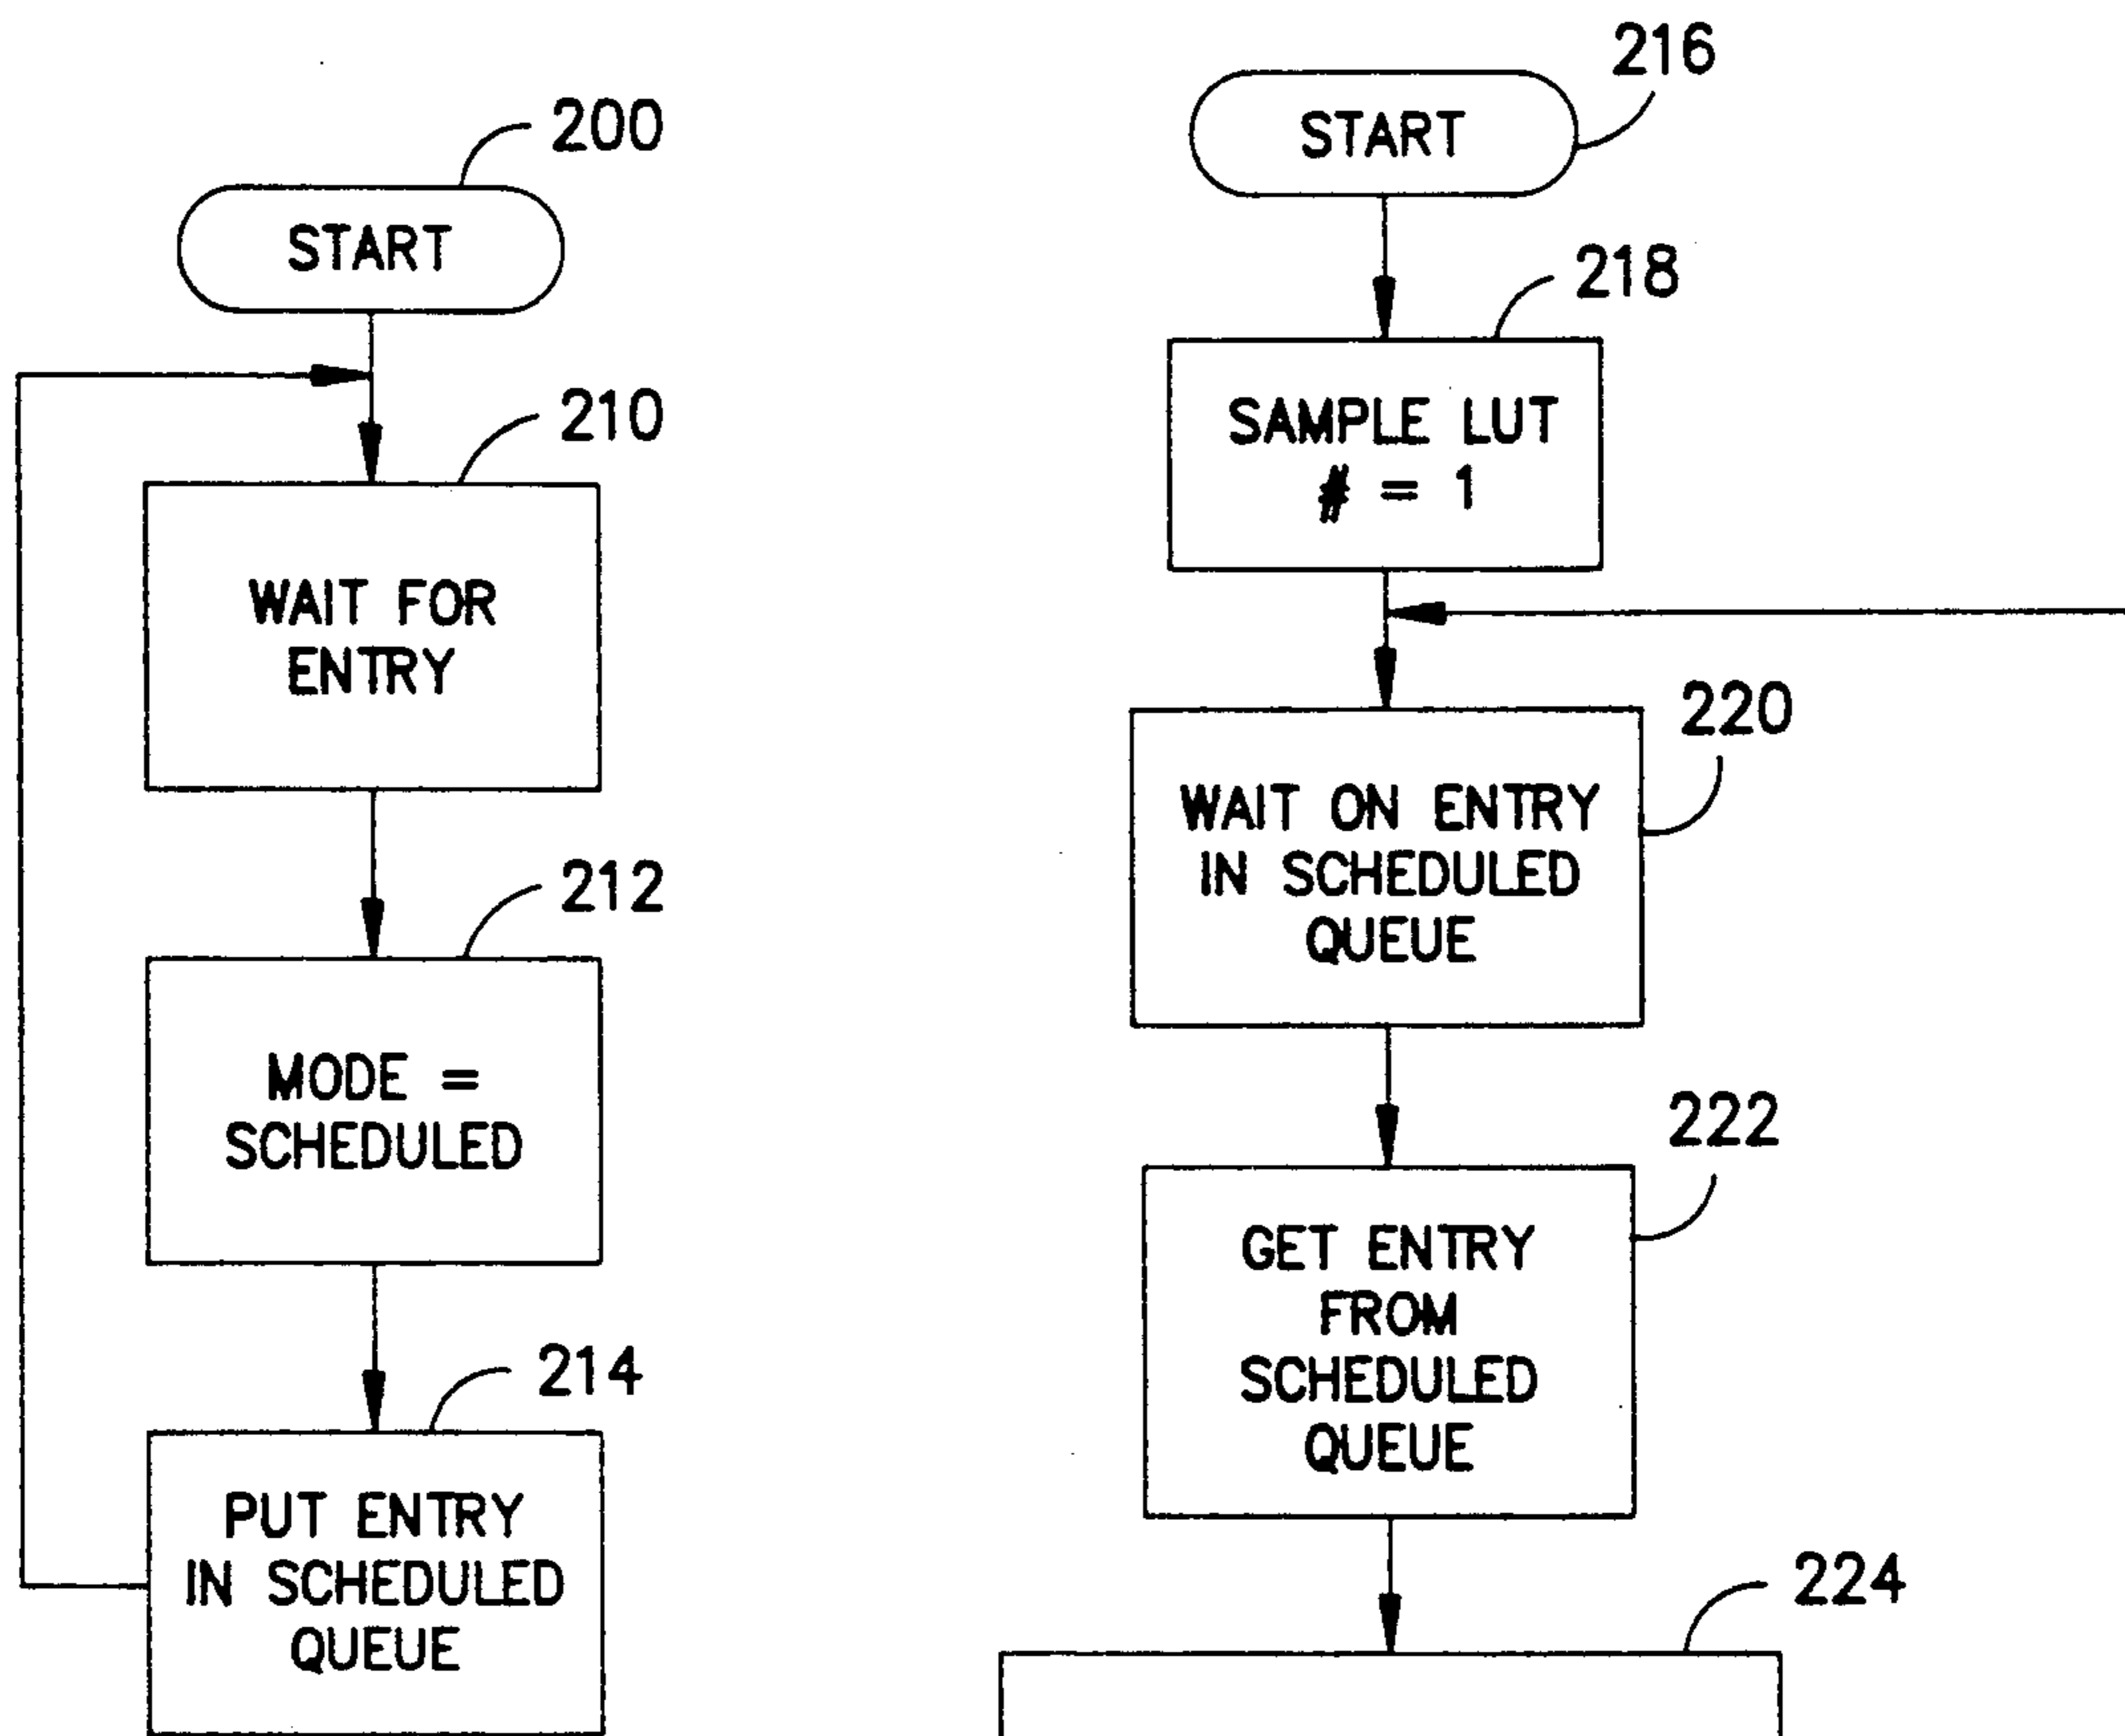 200
START
210
WAIT FOR
ENTRY
212
MODE =
SCHEDULED
214
PUT ENTRY
IN SCHEDULED
QUEUE
216
START
218
SAMPLE LUT
# = 1
220
WAIT ON ENTRY
IN SCHEDULED
QUEUE
222
GET ENTRY
FROM
SCHEDULED
QUEUE
224